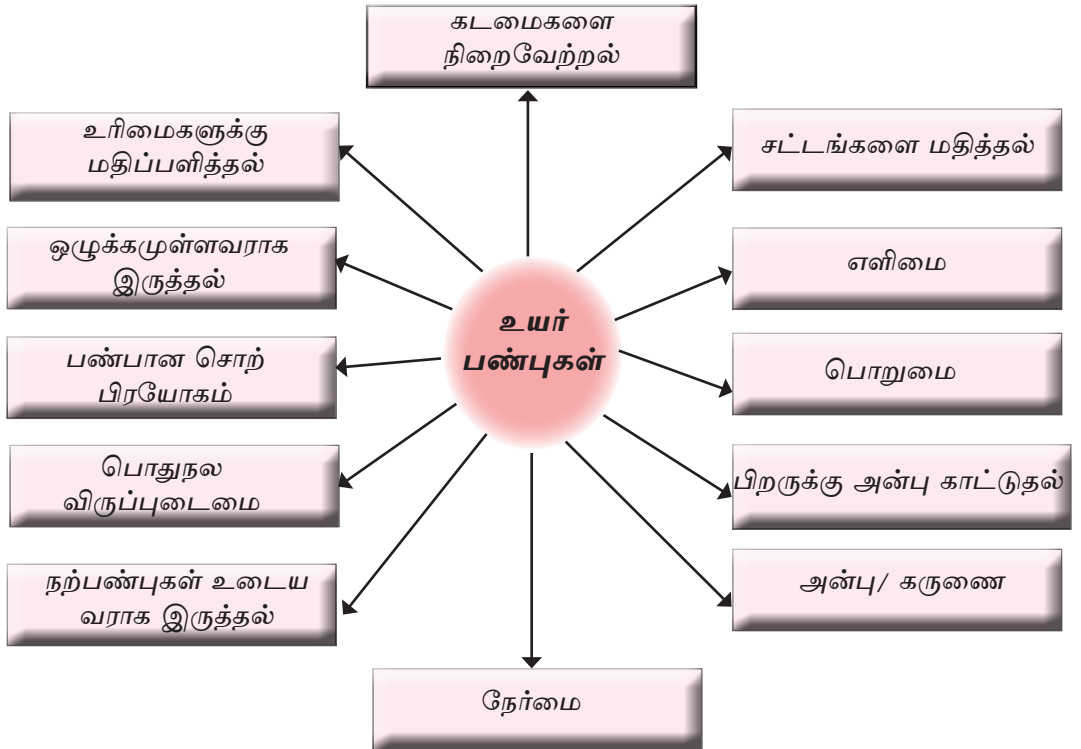 கடமைகளை
நிறைவேற்றல்
உரிமைகளுக்கு
மதிப்பளித்தல்
சட்டங்களை மதித்தல்
ஒழுக்கமுள்ளவராக
இருத்தல்
எளிமை
உயர்
பண்புகள்
பண்பான சொற்
பிரயோகம்
பொறுமை
பொதுநல
விருப்புடைமை
பிறருக்கு அன்பு காட்டுதல்
நற்பண்புகள் உடைய
வராக இருத்தல்
அன்பு/ கருணை
நேர்மை